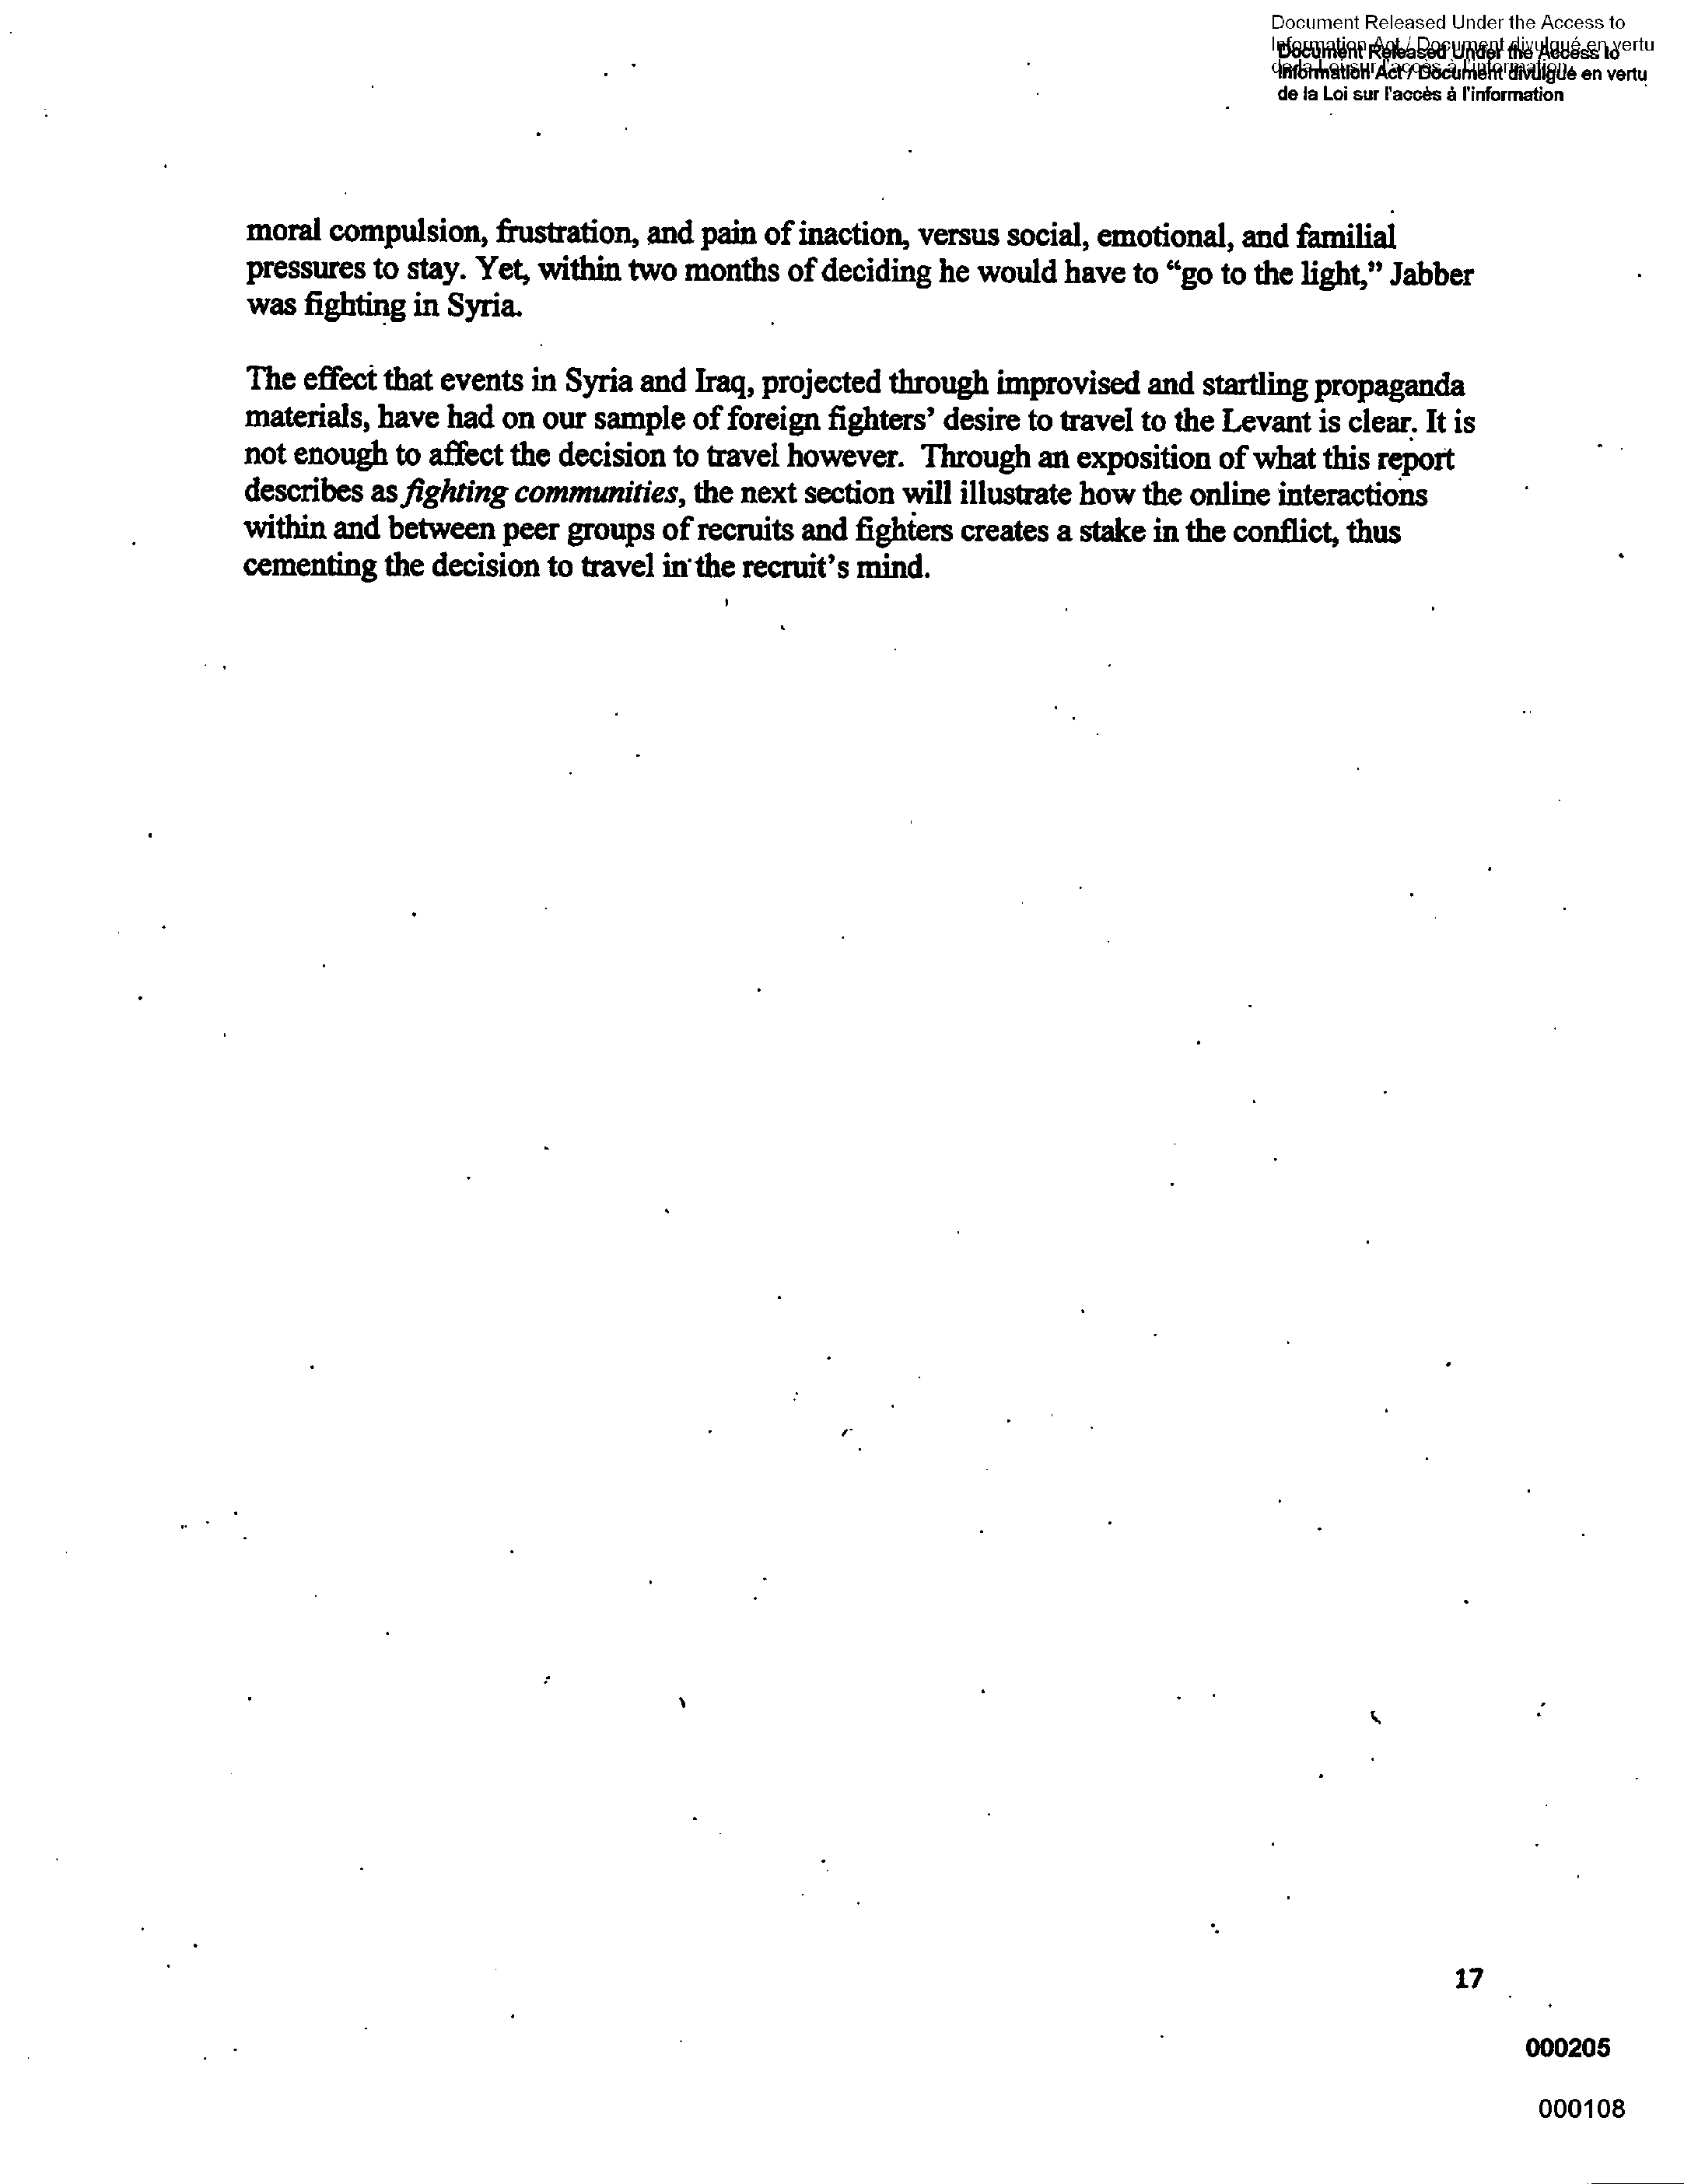 Document Released Under the Access to
Information Act / Document divulgué en vertu
de la Loi sur l'accès à l'information
Document Released Under the Access to
Information Act / Document divulgué en vertu
de la Loi sur l'accès à l'information
moral compulsion, frustration, and pain of inaction, versus social, emotional, and familial
pressures to stay. Yet, within two months of deciding he would have to “go to the light,” Jabber
was fighting in Syria.
The effect that events in Syria and Iraq, projected through improvised and startling propaganda
materials, have had on our sample of foreign fighters’ desire to travel to the Levant is clear. It is
not enough to affect the decision to travel however. Through an exposition of what this report
describes as fighting communities, the next section will illustrate how the online interactions
within and between peer groups of recruits and fighters creates a stake in the conflict, thus
cementing the decision to travel in the recruit’s mind.
17
000205
000108